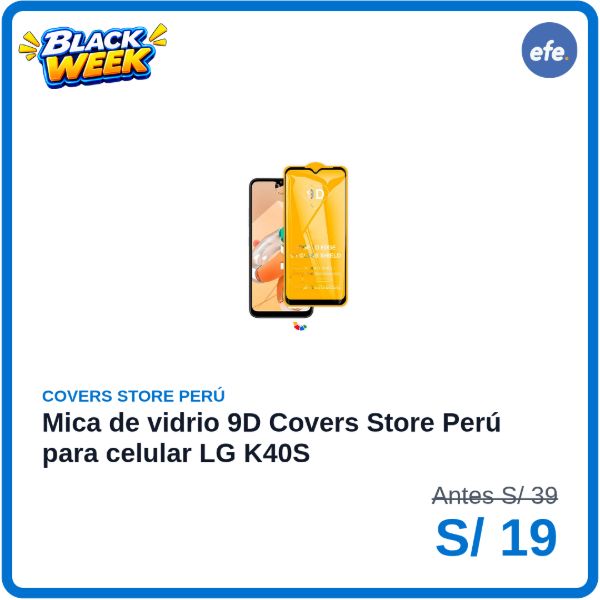 BLACK
WEEK
efe.
9D
COVERS STORE PERÚ
Mica de vidrio 9D Covers Store Perú
para celular LG K40S
Antes S/ 39
S/ 19